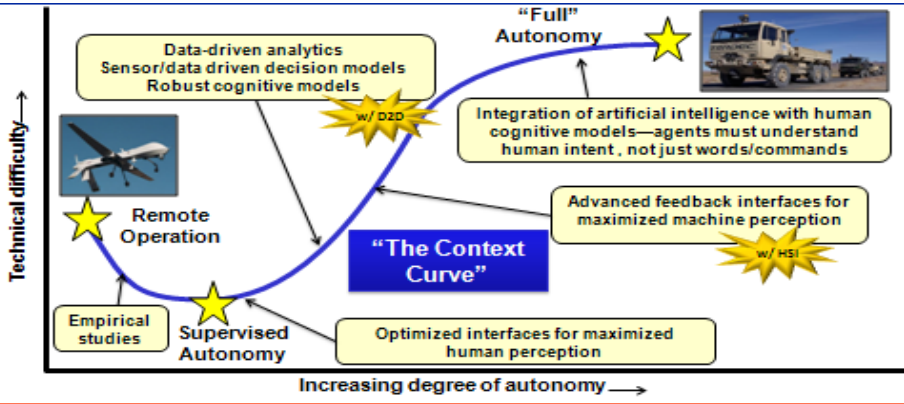 "Full"
Autonomy
Data-driven analytics
Sensor/data driven decision models
Robust cognitive models
w/ D2D
Integration of artificial intelligence with human
cognitive models—agents must understand
human intent , not just words/commands
Technical difficulty
Remote
Operation
Advanced feedback interfaces for
maximized machine perception
w/ HSI
"The Context
Curve"
Empirical
studies
Supervised
Autonomy
Optimized interfaces for maximized
human perception
Increasing degree of autonomy